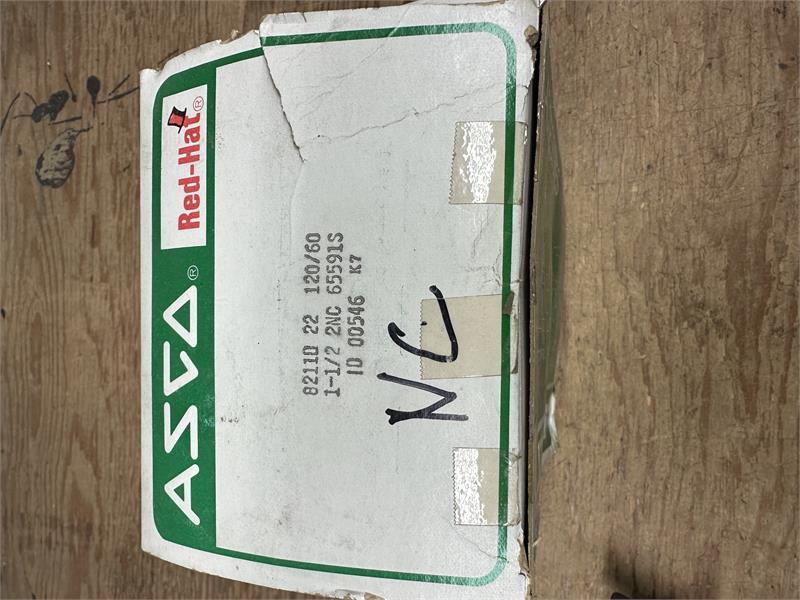 ASCO® Red-Hat®
8211D 22 120/60
1-1/2 2NC 65591S
ID 00546 K7
NC